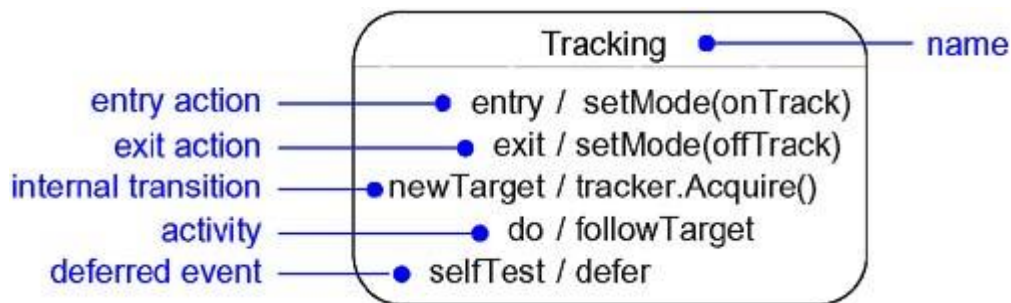 Tracking name
entry action entry / setMode(onTrack)
exit action exit / setMode(offTrack)
internal transition newTarget / tracker.Acquire()
activity do / followTarget
deferred event selfTest / defer